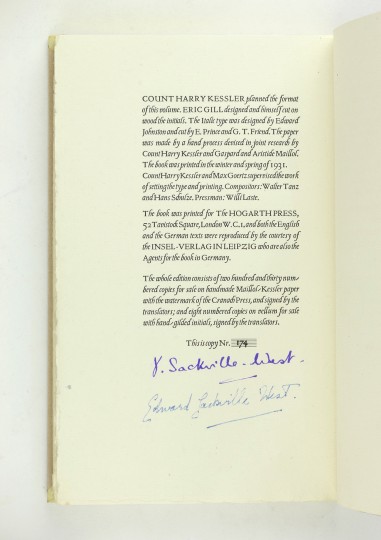 COUNT HARRY KESSLER planned the format
of this volume. ERIC GILL designed and himself cut on
wood the initials. The Italic type was designed by Edward
Johnston and cut by E. Prince and G. T. Friend. The paper
was made by a hand process devised in joint research by
Count Harry Kessler and Gaspard and Aristide Maillol.
The book was printed in the winter and spring of 1931.
Count Harry Kessler and Max Goertz supervised the work
of setting the type and printing. Compositors: Walter Tanz
and Hans Schulze. Pressman: Willi Laste.
The book was printed for The HOGARTH PRESS,
52 Tavistock Square, London W. C. 1, and both the English
and the German texts were reproduced by the courtesy of
the INSEL-VERLAG IN LEIPZIG who are also the
Agents for the book in Germany.
The whole edition consists of two hundred and thirty num-
bered copies for sale on handmade Maillol-Kessler paper
with the watermark of the Cranach Press, and signed by the
translators; and eight numbered copies on vellum for sale
with hand-gilded initials, signed by the translators.
This is copy Nr. 174
V. Sackville-West.
Edward Sackville West.